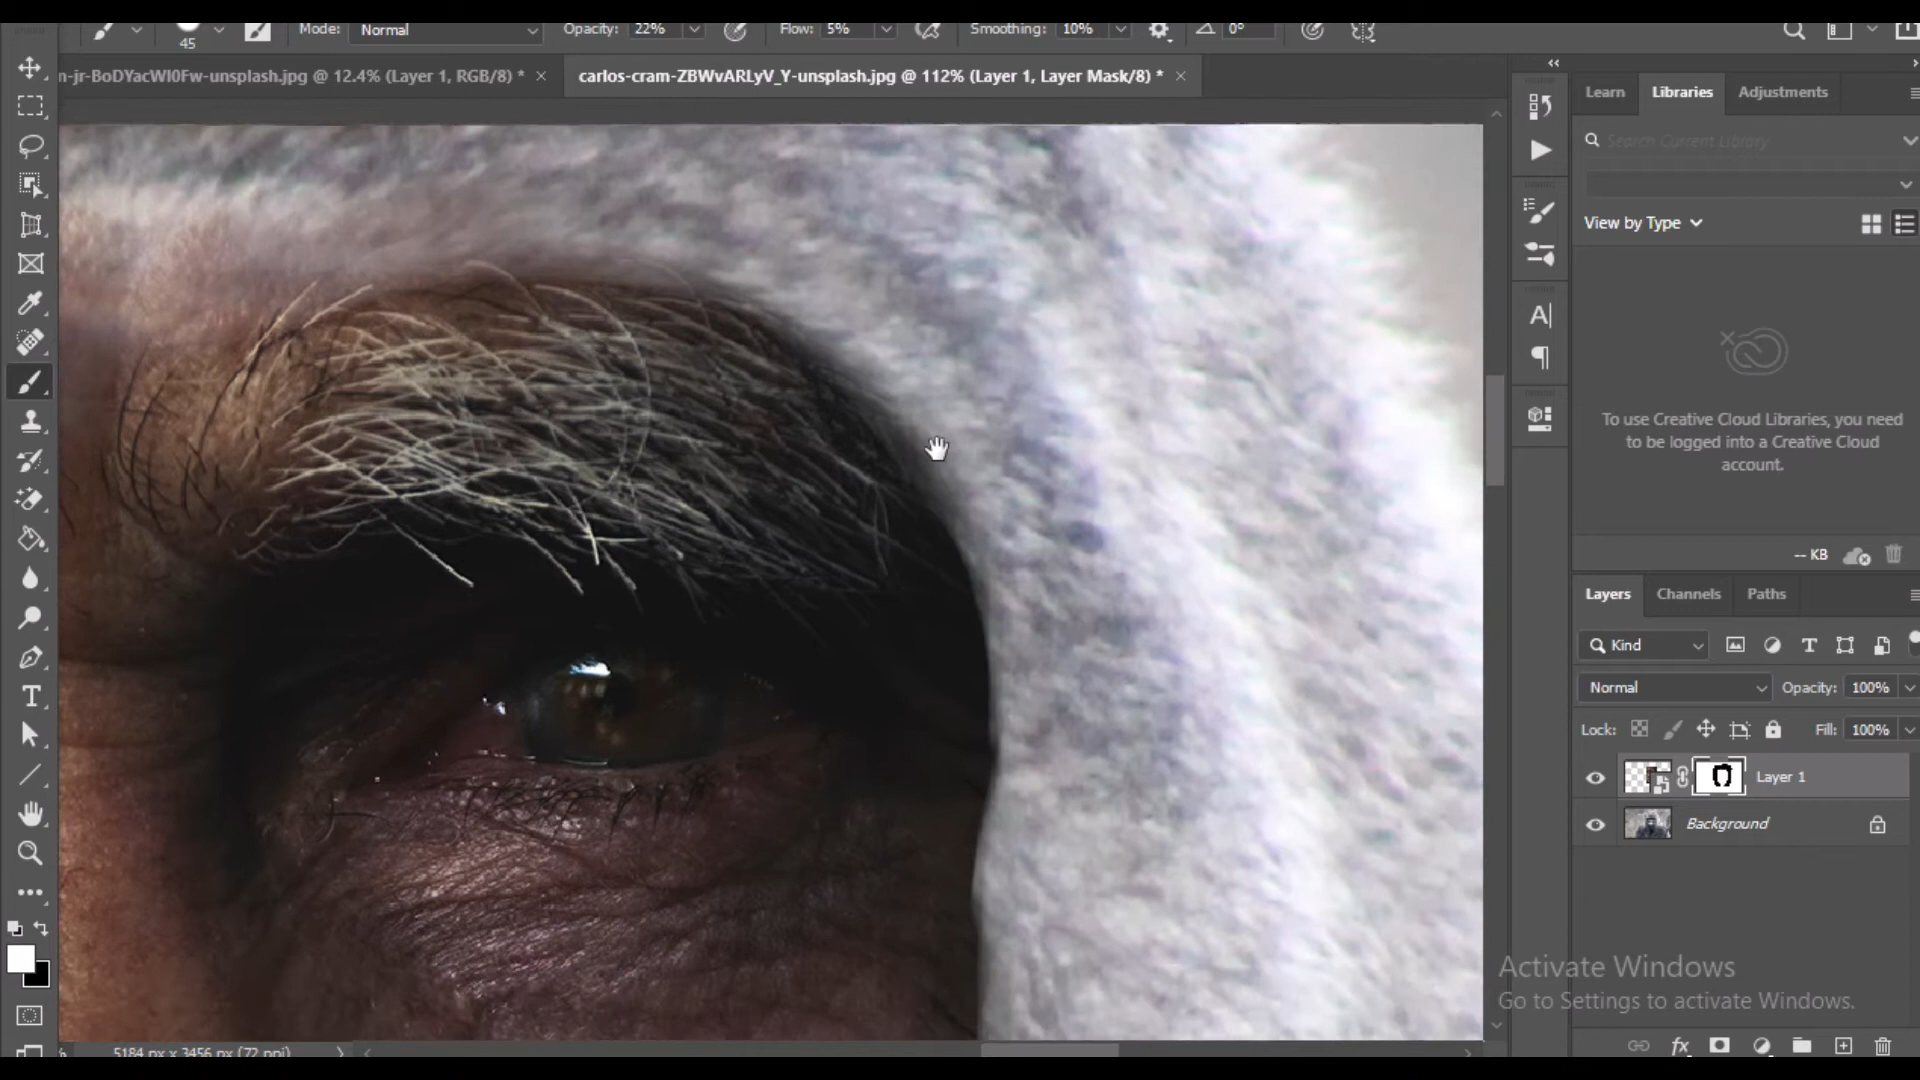 45
Mode: Normal
Opacity: 22%
Flow: 5%
Smoothing: 10%
0°
n-jr-BoDYacWI0Fw-unsplash.jpg @ 12.4% (Layer 1, RGB/8) *
carlos-cram-ZBWvARLyV_Y-unsplash.jpg @ 112% (Layer 1, Layer Mask/8) *
Learn Libraries Adjustments
Search Current Library
View by Type
To use Creative Cloud Libraries, you need
to be logged into a Creative Cloud
account.
-- KB
Layers Channels Paths
Kind
Normal Opacity: 100%
Lock: Fill: 100%
Layer 1
Background
Activate Windows
Go to Settings to activate Windows.
fx
5184 px x 3456 px (72 ppi)